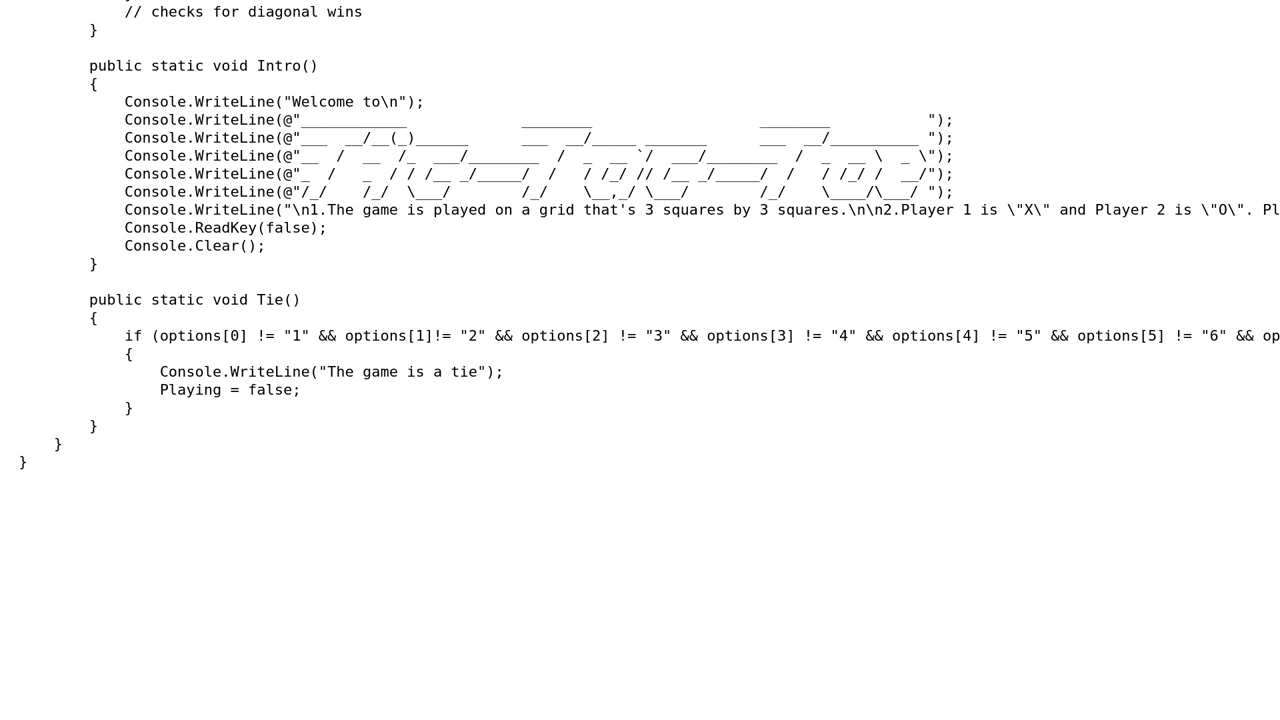 // checks for diagonal wins
        }

        public static void Intro()
        {
            Console.WriteLine("Welcome to\n");
            Console.WriteLine(@"____________             ________                   ________           ");
            Console.WriteLine(@"___  __/__(_)______      ___  __/_____ _______      ___  __/__________ ");
            Console.WriteLine(@"__  /  __  /_  ___/________  /  _  __ `/  ___/________  /  _  __ \  _ \");
            Console.WriteLine(@"_  /   _  / / /__ _/_____/  /   / /_/ // /__ _/_____/  /   / /_/ /  __/");
            Console.WriteLine(@"/_/    /_/  \___/        /_/    \__,_/ \___/        /_/    \____/\___/ ");
            Console.WriteLine("\n1.The game is played on a grid that's 3 squares by 3 squares.\n\n2.Player 1 is \"X\" and Player 2 is \"O\". Pl
            Console.ReadKey(false);
            Console.Clear();
        }

        public static void Tie()
        {
            if (options[0] != "1" && options[1]!= "2" && options[2] != "3" && options[3] != "4" && options[4] != "5" && options[5] != "6" && op
            {
                Console.WriteLine("The game is a tie");
                Playing = false;
            }
        }
    }
}